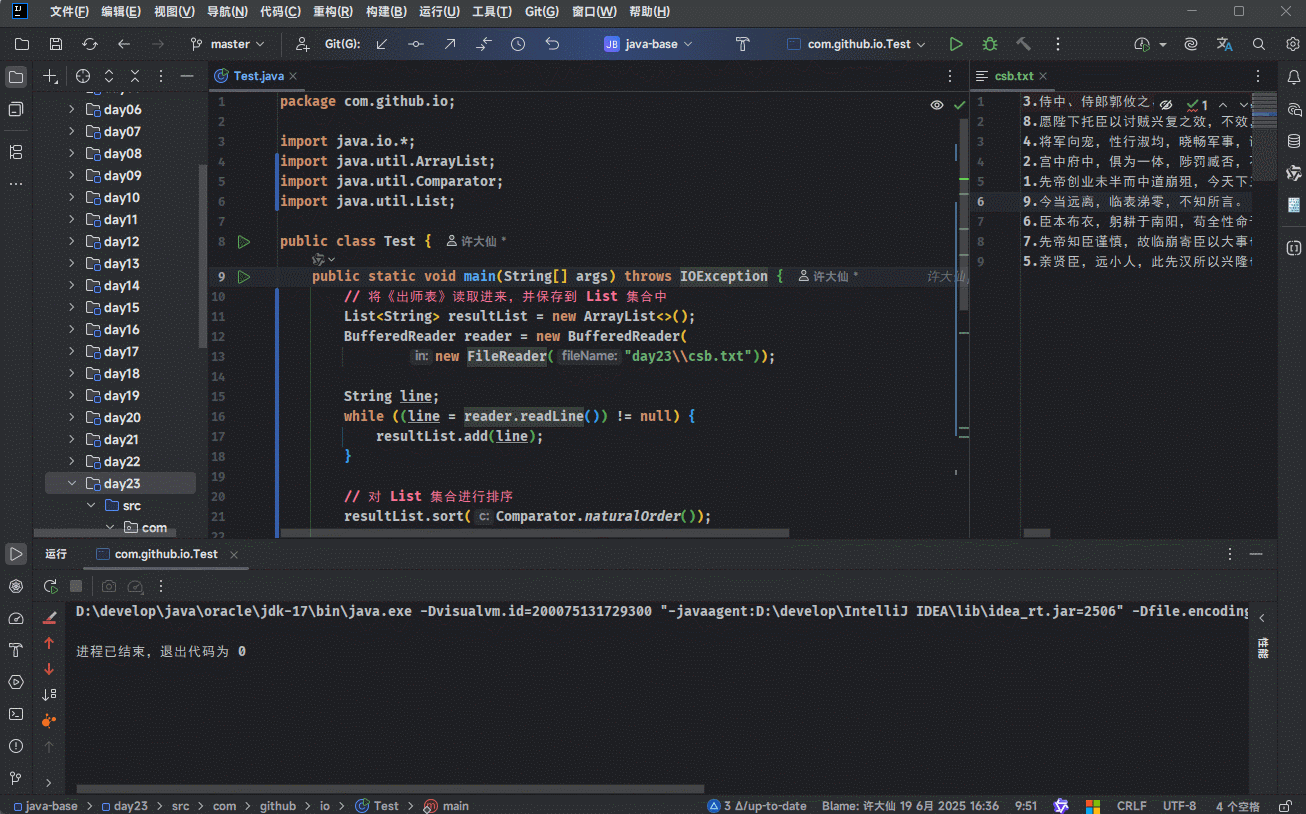 文件(F) 编辑(E) 视图(V) 导航(N) 代码(C) 重构(R) 构建(B) 运行(U) 工具(T) Git(G) 窗口(W) 帮助(H)
master Git(G): JB java-base com.github.io.Test
Test.java csb.txt
day06
day07
day08
day09
day10
day11
day12
day13
day14
day15
day16
day17
day18
day19
day20
day21
day22
day23
src
com
1 package com.github.io;
2
3 import java.io.*;
4 import java.util.ArrayList;
5 import java.util.Comparator;
6 import java.util.List;
7
8 public class Test { 许大仙 *
9 public static void main(String[] args) throws IOException { 许大仙 * 许大仙,
10 // 将《出师表》读取进来，并保存到 List 集合中
11 List<String> resultList = new ArrayList<>();
12 BufferedReader reader = new BufferedReader(
13 in: new FileReader( fileName: "day23\\csb.txt"));
14
15 String line;
16 while ((line = reader.readLine()) != null) {
17 resultList.add(line);
18 }
19
20 // 对 List 集合进行排序
21 resultList.sort( c: Comparator.naturalOrder());
22
1 3.侍中、侍郎郭攸之 1
2 8.愿陛下托臣以讨贼兴复之效，不效
3 4.将军向宠，性行淑均，晓畅军事，
4 2.宫中府中，俱为一体，陟罚臧否，
5 1.先帝创业未半而中道崩殂，今天下
6 9.今当远离，临表涕零，不知所言。
7 6.臣本布衣，躬耕于南阳，苟全性命
8 7.先帝知臣谨慎，故临崩寄臣以大事
9 5.亲贤臣，远小人，此先汉所以兴隆
运行 com.github.io.Test
D:\develop\java\oracle\jdk-17\bin\java.exe -Dvisualvm.id=200075131729300 "-javaagent:D:\develop\IntelliJ IDEA\lib\idea_rt.jar=2506" -Dfile.encoding
进程已结束，退出代码为 0
性能
java-base day23 src com github io Test main 3 Δ/up-to-date Blame: 许大仙 19 6月 2025 16:36 9:51 CRLF UTF-8 4 个空格